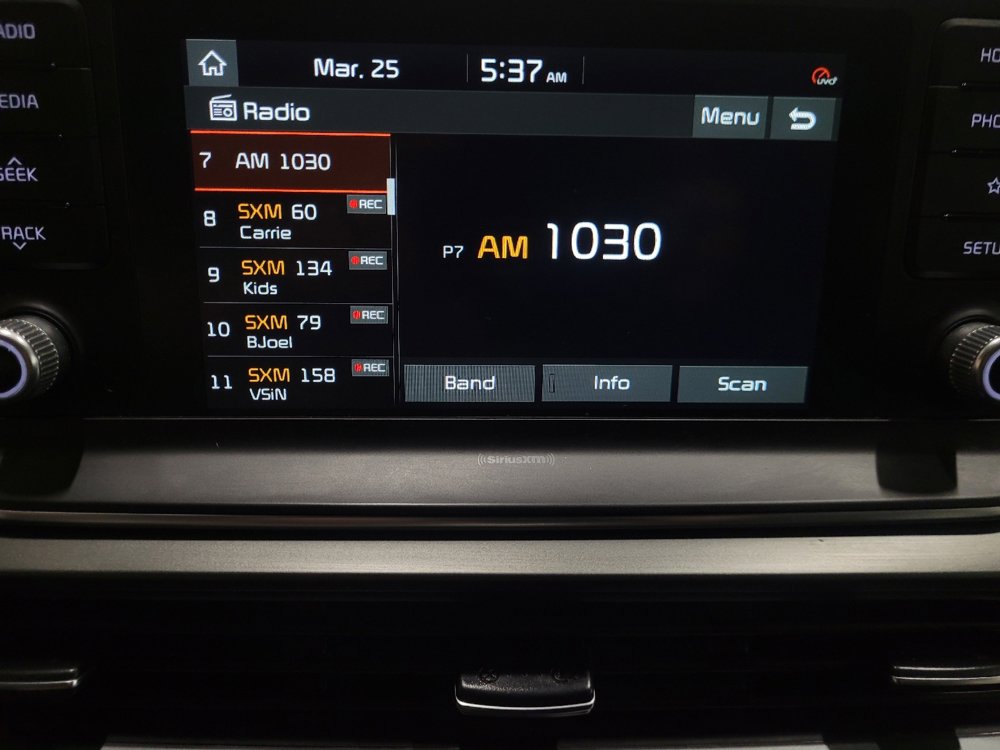 Mar. 25 5:37 AM
UVO
Radio Menu
7 AM 1030
8 SXM 60 REC
Carrie
9 SXM 134 REC
Kids
10 SXM 79 REC
BJoel
11 SXM 158 REC
VSiN
P7 AM 1030
Band Info Scan
SiriusXM
ADIO
EDIA
SEEK
RACK
HO
PHO
SETU